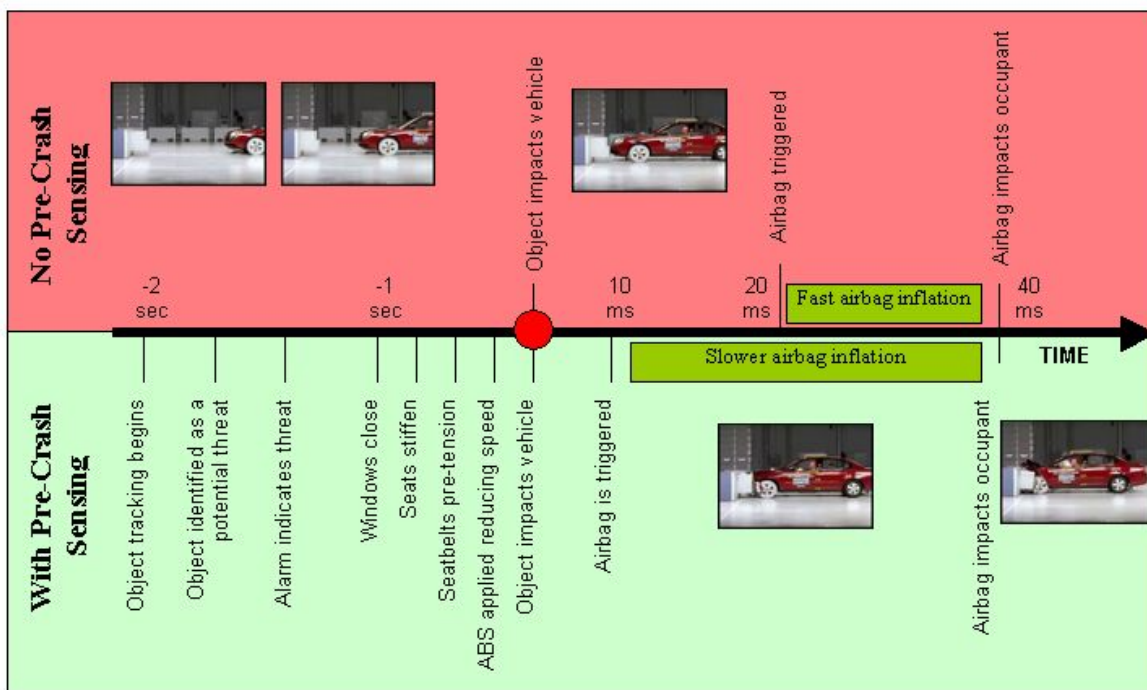 No Pre-Crash
Sensing
Object impacts vehicle
Airbag triggered
Airbag impacts occupant
-2
sec
-1
sec
10
ms
20
ms
40
ms
Fast airbag inflation
Slower airbag inflation
TIME
With Pre-Crash
Sensing
Object tracking begins
Object identified as a
potential threat
Alarm indicates threat
Windows close
Seats stiffen
Seatbelts pre-tension
ABS applied reducing speed
Object impacts vehicle
Airbag is triggered
Airbag impacts occupant